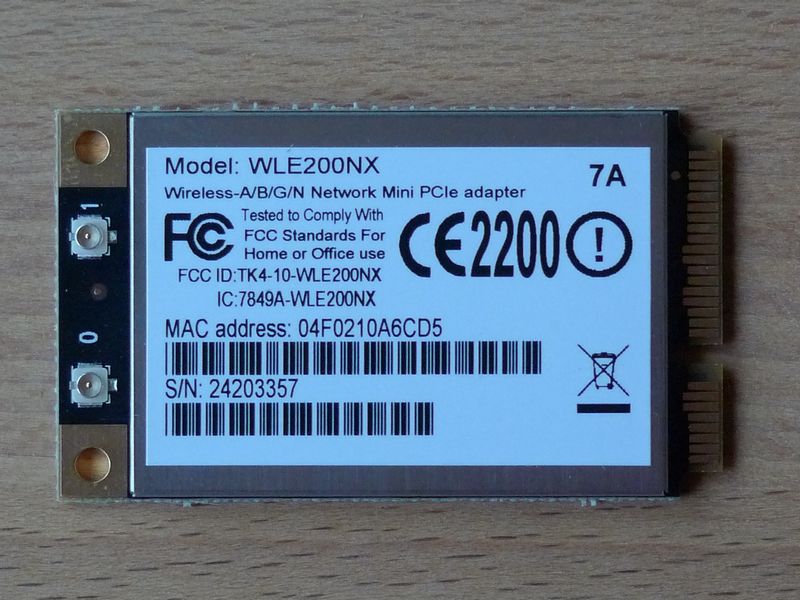 Model: WLE200NX
7A
Wireless-A/B/G/N Network Mini PCIe adapter
FC Tested to Comply With
FCC Standards For
Home or Office use
CE2200!
FCC ID:TK4-10-WLE200NX
IC:7849A-WLE200NX
MAC address: 04F0210A6CD5
S/N: 24203357
1
0